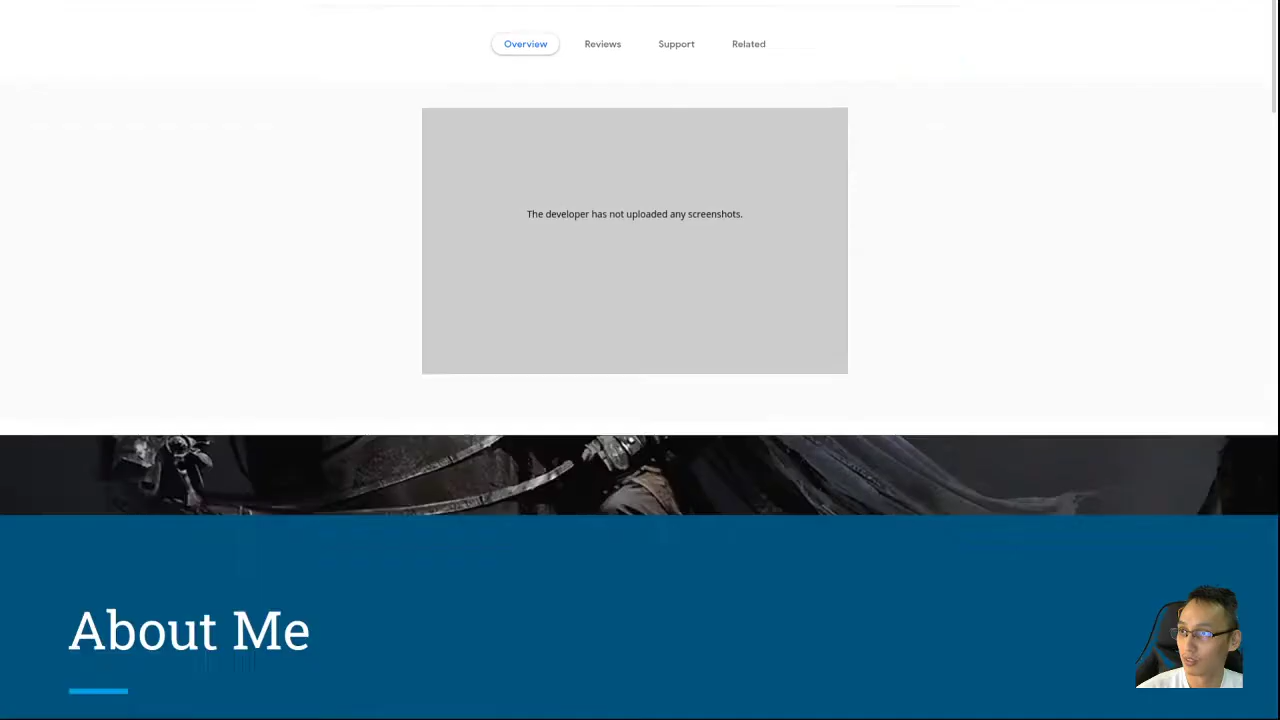 Overview Reviews Support Related
The developer has not uploaded any screenshots.
About Me